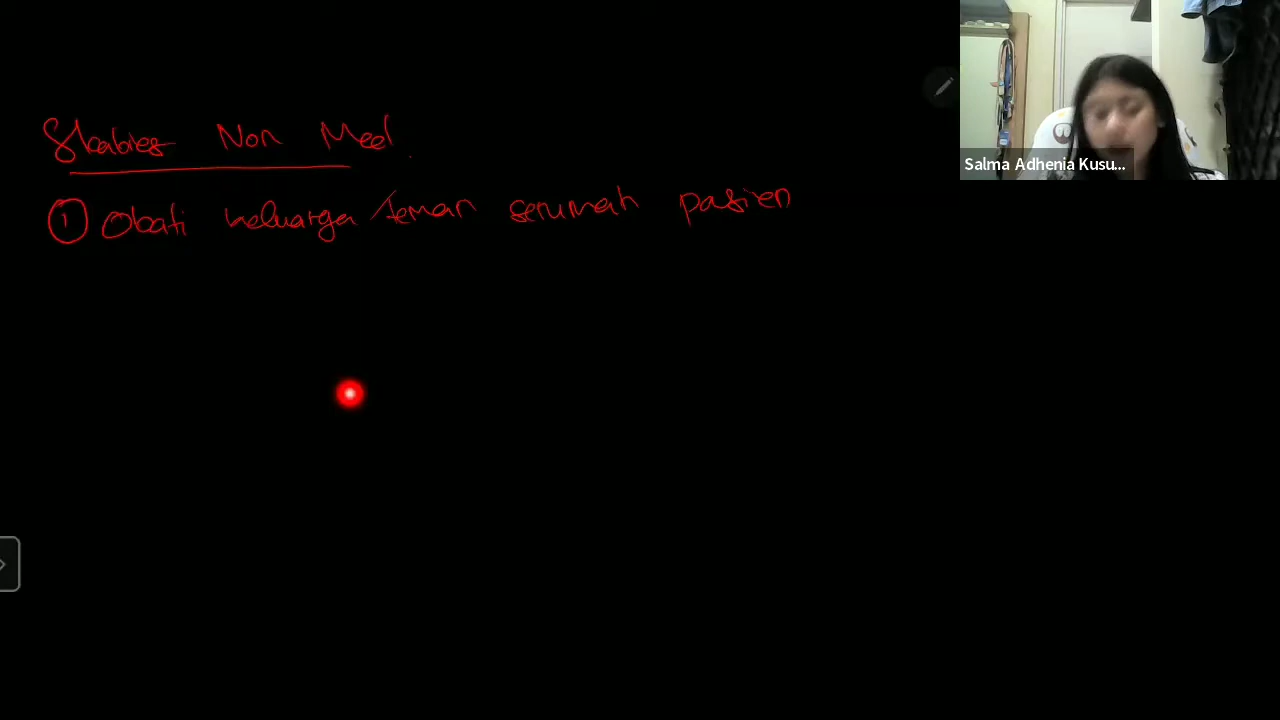 Skabies Non Med.
① Obati keluarga/teman serumah pasien
Salma Adhenia Kusu...